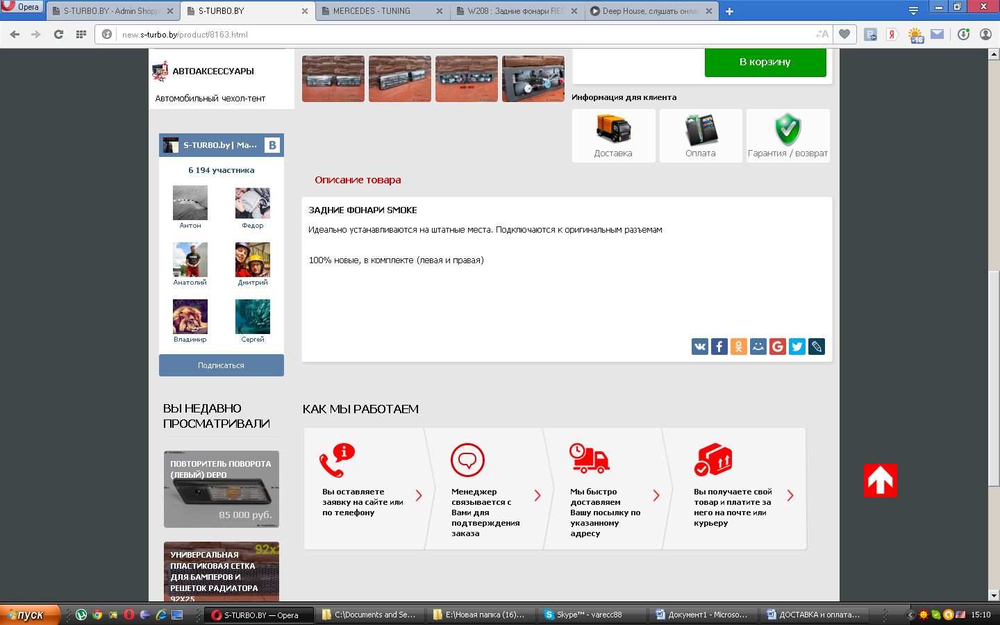 Opera
S-TURBO.BY - Admin Shopp
S-TURBO.BY
MERCEDES - TUNING
W208 : Задние фонари RED
Deep House, слушать онла
new.s-turbo.by/product/8163.html
+16
АВТОАКСЕССУАРЫ
Автомобильный чехол-тент
В корзину
Информация для клиента
Доставка
Оплата
Гарантия / возврат
S-TURBO.by| Ма...
B
6 194 участника
Антон
Федор
Анатолий
Дмитрий
Владимир
Сергей
Подписаться
Описание товара
ЗАДНИЕ ФОНАРИ SMOKE
Идеально устанавливаются на штатные места. Подключаются к оригинальным разъемам
100% новые, в комплекте (левая и правая)
ВЫ НЕДАВНО
ПРОСМАТРИВАЛИ
ПОВТОРИТЕЛЬ ПОВОРОТА
(ЛЕВЫЙ) DEPO
85 000 руб.
92x2
УНИВЕРСАЛЬНАЯ
ПЛАСТИКОВАЯ СЕТКА
ДЛЯ БАМПЕРОВ И
РЕШЕТОК РАДИАТОРА
92X25
КАК МЫ РАБОТАЕМ
Вы оставляете
заявку на сайте или
по телефону
Менеджер
связывается с
Вами для
подтверждения
заказа
Мы быстро
доставляем
Вашу посылку по
указанному
адресу
Вы получаете свой
товар и платите за
него на почте или
курьеру
пуск
S-TURBO.BY — Opera
C:\Documents and Se...
E:\Новая папка (16)...
Skype™ - varecc88
Документ1 - Microso...
ДОСТАВКА и оплата...
15:10